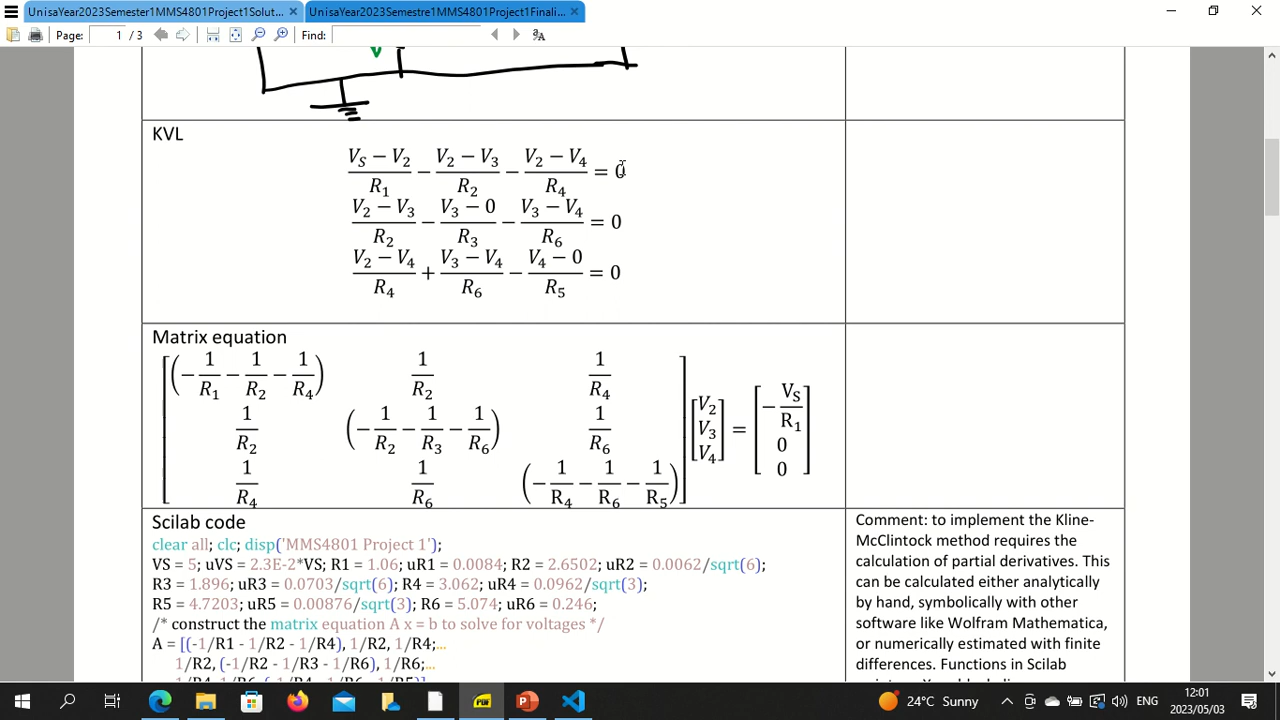 UnisaYear2023Semester1MMS4801Project1Solut...
UnisaYear2023Semestre1MMS4801Project1Finali...
Page: 1 / 3 Find:
V
KVL
(V_S − V_2)/R_1 − (V_2 − V_3)/R_2 − (V_2 − V_4)/R_4 = 0
(V_2 − V_3)/R_2 − (V_3 − 0)/R_3 − (V_3 − V_4)/R_6 = 0
(V_2 − V_4)/R_4 + (V_3 − V_4)/R_6 − (V_4 − 0)/R_5 = 0
Matrix equation
[(−1/R_1 − 1/R_2 − 1/R_4) 1/R_2 1/R_4] [V_2] = [−V_S/R_1]
[1/R_2 (−1/R_2 − 1/R_3 − 1/R_6) 1/R_6] [V_3] [0]
[1/R_4 1/R_6 (−1/R_4 − 1/R_6 − 1/R_5)] [V_4] [0]
Scilab code
clear all; clc; disp('MMS4801 Project 1');
VS = 5; uVS = 2.3E-2*VS; R1 = 1.06; uR1 = 0.0084; R2 = 2.6502; uR2 = 0.0062/sqrt(6);
R3 = 1.896; uR3 = 0.0703/sqrt(6); R4 = 3.062; uR4 = 0.0962/sqrt(3);
R5 = 4.7203; uR5 = 0.00876/sqrt(3); R6 = 5.074; uR6 = 0.246;
/* construct the matrix equation A x = b to solve for voltages */
A = [(-1/R1 - 1/R2 - 1/R4), 1/R2, 1/R4;...
1/R2, (-1/R2 - 1/R3 - 1/R6), 1/R6;...
Comment: to implement the Kline-
McClintock method requires the
calculation of partial derivatives. This
can be calculated either analytically
by hand, symbolically with other
software like Wolfram Mathematica,
or numerically estimated with finite
differences. Functions in Scilab
24°C Sunny
ENG
12:01
2023/05/03